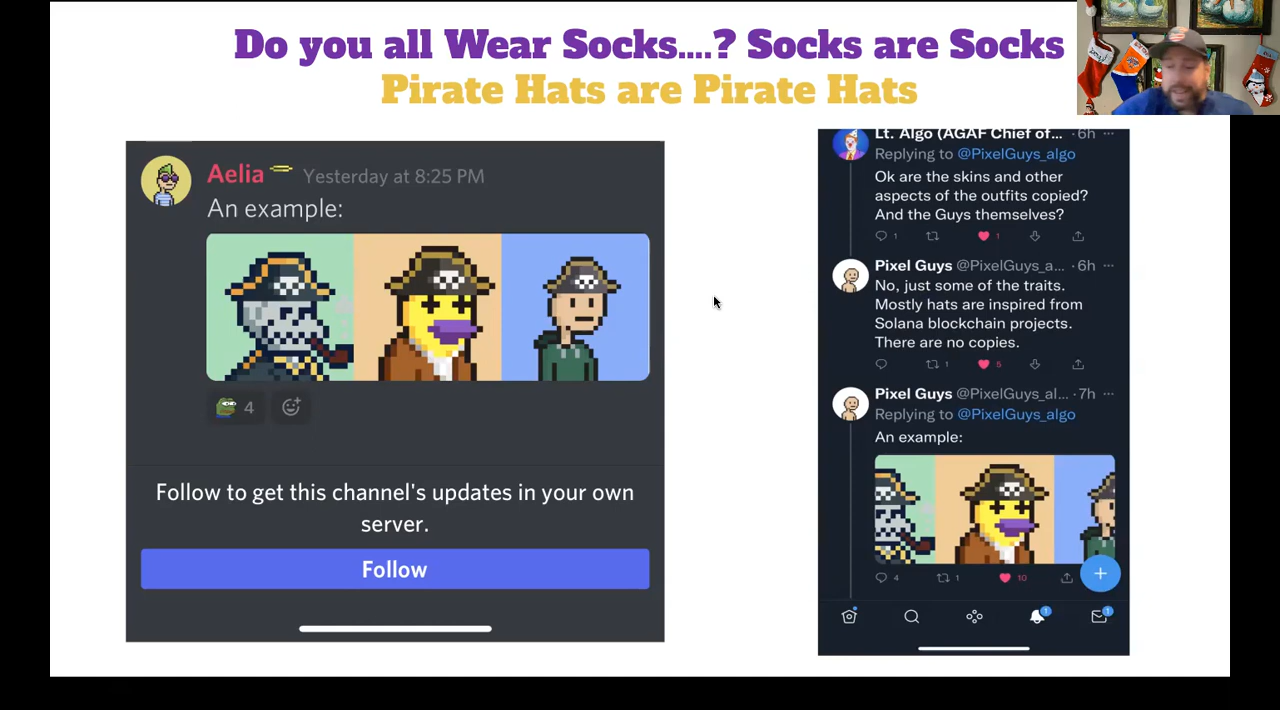 Do you all Wear Socks....? Socks are Socks
Pirate Hats are Pirate Hats
Aelia Yesterday at 8:25 PM
An example:
4
Follow to get this channel's updates in your own
server.
Follow
Lt. Algo (AGAF Chief of... · 6h ···
Replying to @PixelGuys_algo
Ok are the skins and other
aspects of the outfits copied?
And the Guys themselves?
1 1
Pixel Guys @PixelGuys_a... · 6h ···
No, just some of the traits.
Mostly hats are inspired from
Solana blockchain projects.
There are no copies.
1 5
Pixel Guys @PixelGuys_al... · 7h ···
Replying to @PixelGuys_algo
An example:
4 1 10
+
1 1